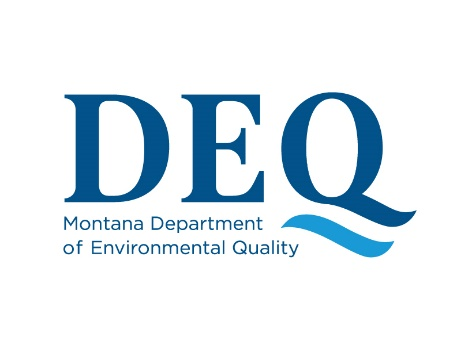 DEQ
Montana Department
of Environmental Quality